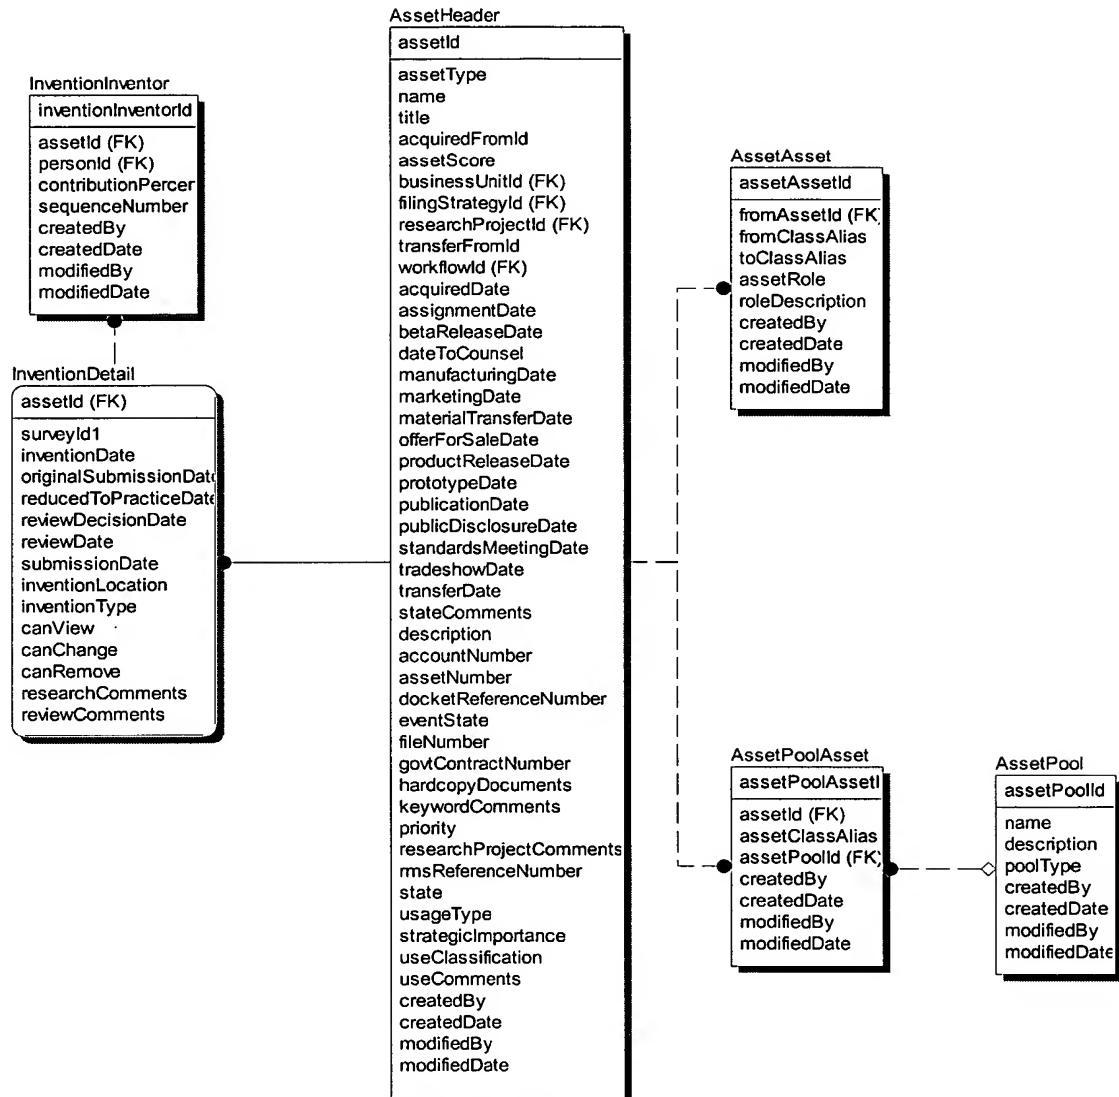 AssetHeader
assetId
assetType
name
title
acquiredFromId
assetScore
businessUnitId (FK)
filingStrategyId (FK)
researchProjectId (FK)
transferFromId
workflowId (FK)
acquiredDate
assignmentDate
betaReleaseDate
dateToCounsel
manufacturingDate
marketingDate
materialTransferDate
offerForSaleDate
productReleaseDate
prototypeDate
publicationDate
publicDisclosureDate
standardsMeetingDate
tradeshowDate
transferDate
stateComments
description
accountNumber
assetNumber
docketReferenceNumber
eventState
fileNumber
govtContractNumber
hardcopyDocuments
keywordComments
priority
researchProjectComments
rmsReferenceNumber
state
usageType
strategicImportance
useClassification
useComments
createdBy
createdDate
modifiedBy
modifiedDate
InventionInventor
inventionInventorId
assetId (FK)
personId (FK)
contributionPercer
sequenceNumber
createdBy
createdDate
modifiedBy
modifiedDate
InventionDetail
assetId (FK)
surveyId1
inventionDate
originalSubmissionDate
reducedToPracticeDate
reviewDecisionDate
reviewDate
submissionDate
inventionLocation
inventionType
canView
canChange
canRemove
researchComments
reviewComments
AssetAsset
assetAssetId
fromAssetId (FK)
fromClassAlias
toClassAlias
assetRole
roleDescription
createdBy
createdDate
modifiedBy
modifiedDate
AssetPoolAsset
assetPoolAssetI
assetId (FK)
assetClassAlias
assetPoolId (FK)
createdBy
createdDate
modifiedBy
modifiedDate
AssetPool
assetPoolId
name
description
poolType
createdBy
createdDate
modifiedBy
modifiedDate